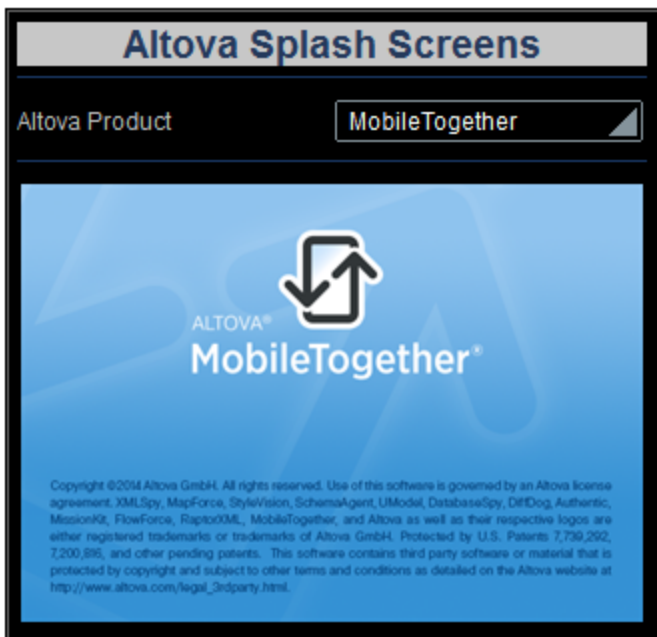 Altova Splash Screens
Altova Product
MobileTogether
ALTOVA®
MobileTogether®
Copyright ©2014 Altova GmbH. All rights reserved. Use of this software is governed by an Altova license
agreement. XMLSpy, MapForce, StyleVision, SchemaAgent, UModel, DatabaseSpy, DiffDog, Authentic,
MissionKit, FlowForce, RaptorXML, MobileTogether, and Altova as well as their respective logos are
either registered trademarks or trademarks of Altova GmbH. Protected by U.S. Patents 7,739,292,
7,200,816, and other pending patents. This software contains third party software or material that is
protected by copyright and subject to other terms and conditions as detailed on the Altova website at
http://www.altova.com/legal_3rdparty.html.